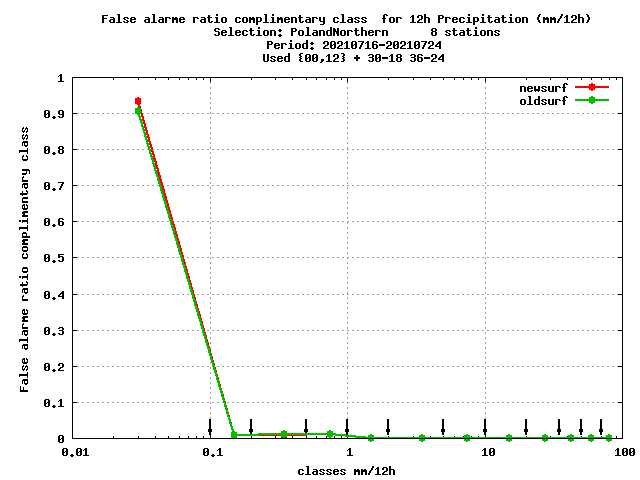 False alarme ratio complimentary class  for 12h Precipitation (mm/12h)
Selection: PolandNorthern      8 stations
Period: 20210716-20210724
Used {00,12} + 30-18 36-24
newsurf
oldsurf
False alarme ratio complimentary class
1
0.9
0.8
0.7
0.6
0.5
0.4
0.3
0.2
0.1
0
0.01 0.1 1 10 100
classes mm/12h